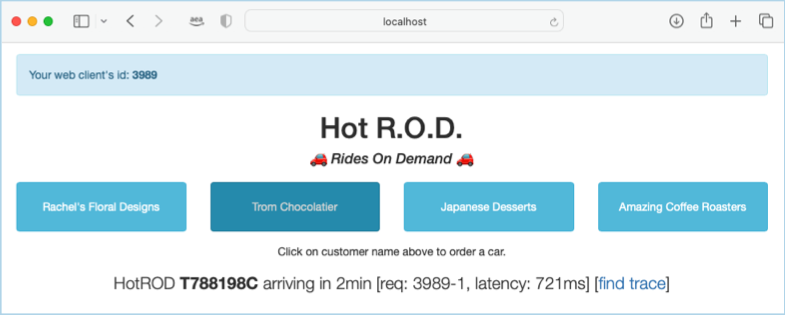 localhost
Your web client's id: 3989
Hot R.O.D.
🚗 Rides On Demand 🚗
Rachel's Floral Designs
Trom Chocolatier
Japanese Desserts
Amazing Coffee Roasters
Click on customer name above to order a car.
HotROD T788198C arriving in 2min [req: 3989-1, latency: 721ms] [find trace]